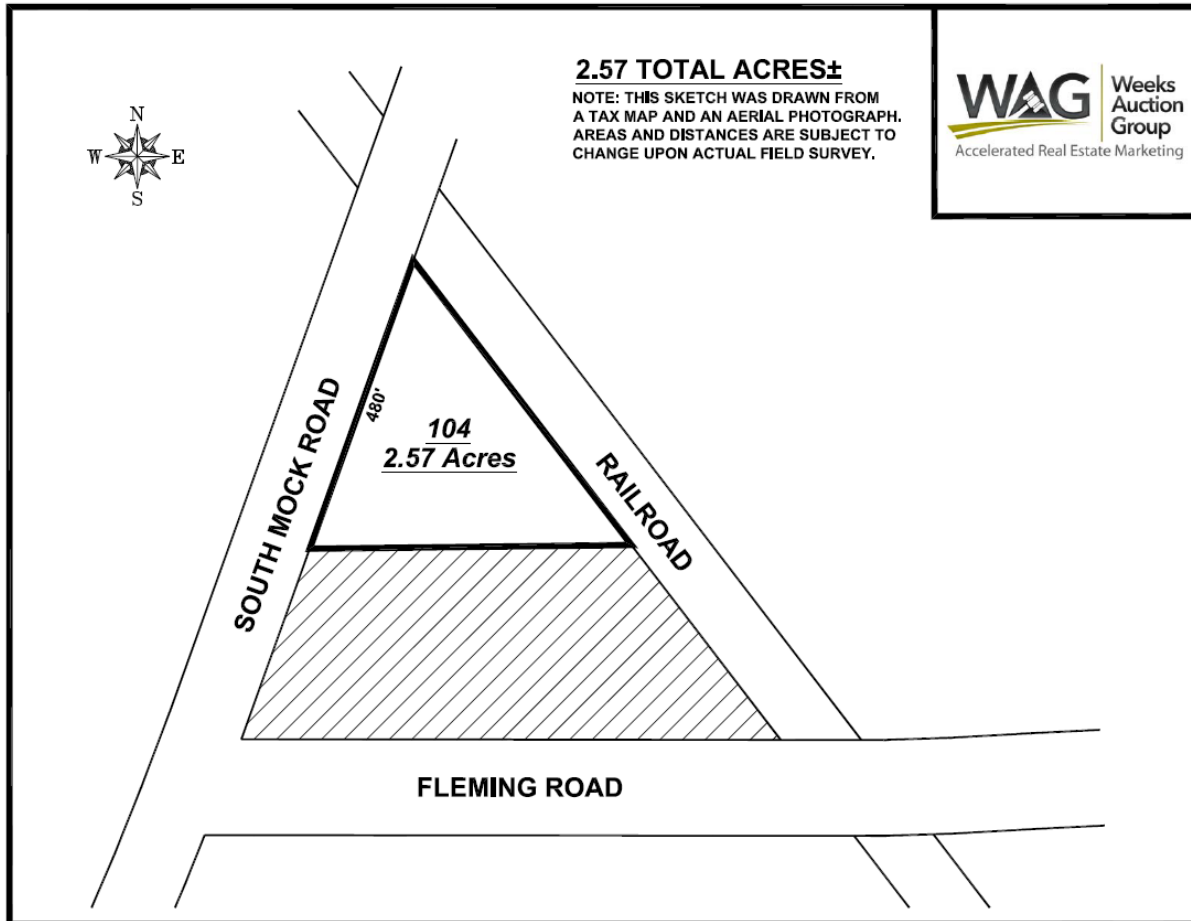 2.57 TOTAL ACRES±
NOTE: THIS SKETCH WAS DRAWN FROM
A TAX MAP AND AN AERIAL PHOTOGRAPH.
AREAS AND DISTANCES ARE SUBJECT TO
CHANGE UPON ACTUAL FIELD SURVEY.
WAG
Weeks
Auction
Group
Accelerated Real Estate Marketing
N
W E
S
480'
104
2.57 Acres
SOUTH MOCK ROAD
RAILROAD
FLEMING ROAD